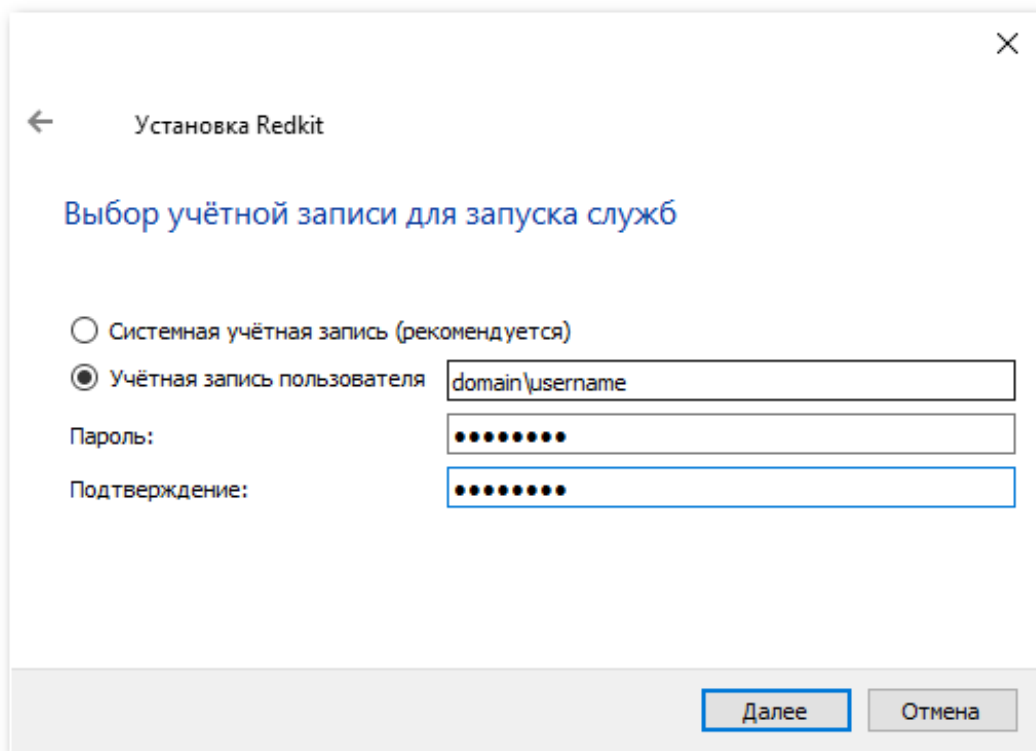 Установка Redkit
Выбор учётной записи для запуска служб
Системная учётная запись (рекомендуется)
Учётная запись пользователя domain\username
Пароль: ●●●●●●●●
Подтверждение: ●●●●●●●●
Далее Отмена